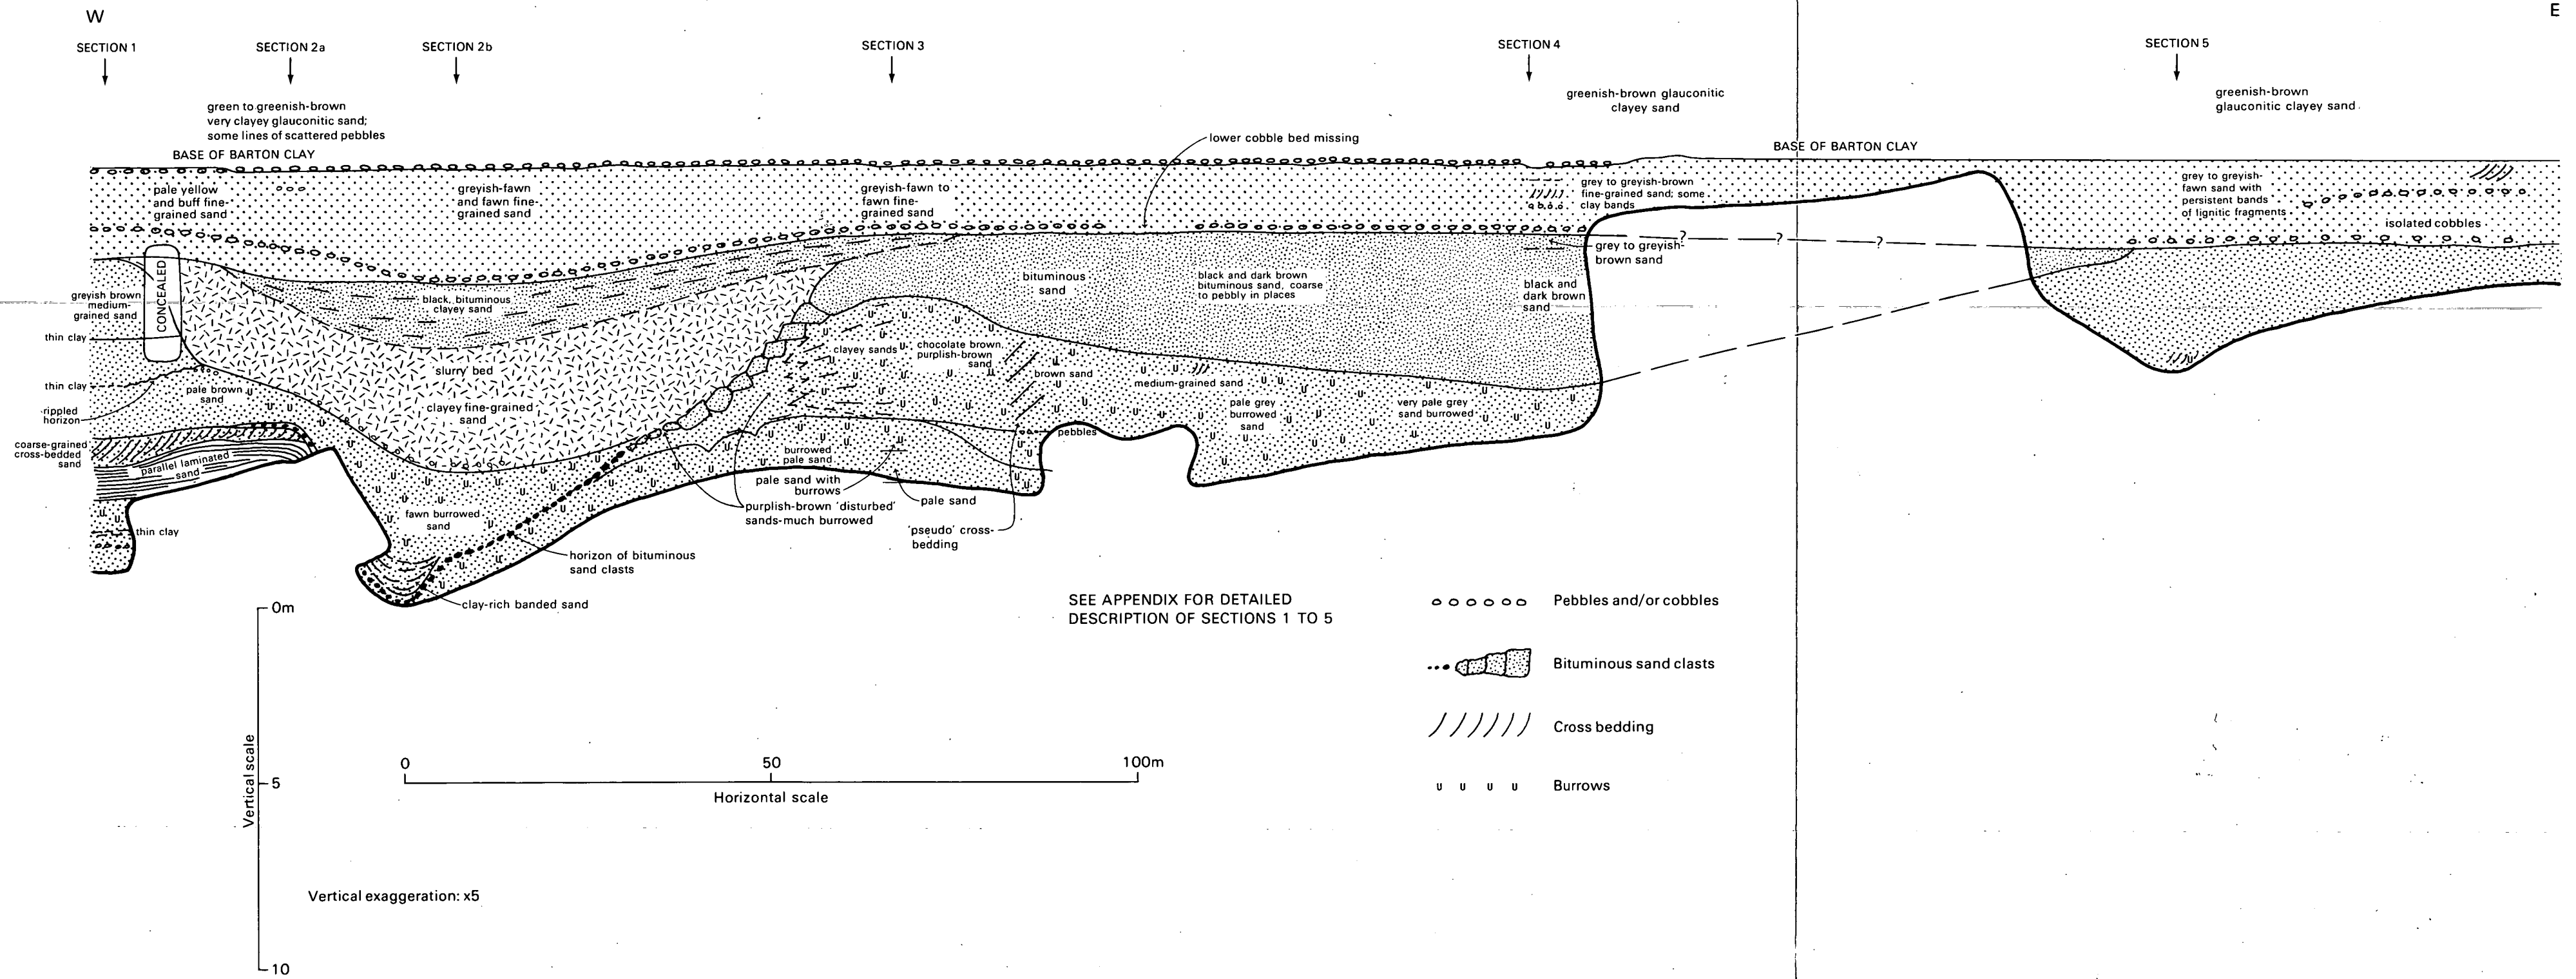 W
E
SECTION 1
SECTION 2a
SECTION 2b
SECTION 3
SECTION 4
SECTION 5
green to greenish-brown
very clayey glauconitic sand;
some lines of scattered pebbles
greenish-brown glauconitic
clayey sand
greenish-brown
glauconitic clayey sand
lower cobble bed missing
BASE OF BARTON CLAY
BASE OF BARTON CLAY
pale yellow
and buff fine-
grained sand
greyish-fawn
and fawn fine-
grained sand
greyish-fawn to
fawn fine-
grained sand
grey to greyish-brown
fine-grained sand; some
clay bands
grey to greyish-
fawn sand with
persistent bands
of lignitic fragments
isolated cobbles
? ? ?
grey to greyish-
brown sand
CONCEALED
greyish brown
medium-
grained sand
thin clay
thin clay
rippled
horizon
coarse-grained
cross-bedded
sand
parallel laminated
sand
pale brown
sand
thin clay
black, bituminous
clayey sand
slurry bed
clayey fine-grained
sand
fawn burrowed
sand
bituminous
sand
black and dark brown
bituminous sand, coarse
to pebbly in places
black and
dark brown
sand
clayey sands
chocolate brown,
purplish-brown
sand
brown sand
medium-grained sand
pale grey
burrowed
sand
very pale grey
sand burrowed
pebbles
burrowed
pale sand
pale sand with
burrows
pale sand
purplish-brown 'disturbed'
sands-much burrowed
'pseudo' cross-
bedding
horizon of bituminous
sand clasts
clay-rich banded sand
SEE APPENDIX FOR DETAILED
DESCRIPTION OF SECTIONS 1 TO 5
Pebbles and/or cobbles
Bituminous sand clasts
Cross bedding
u u u u Burrows
0m
5
10
Vertical scale
0 50 100m
Horizontal scale
Vertical exaggeration: x5